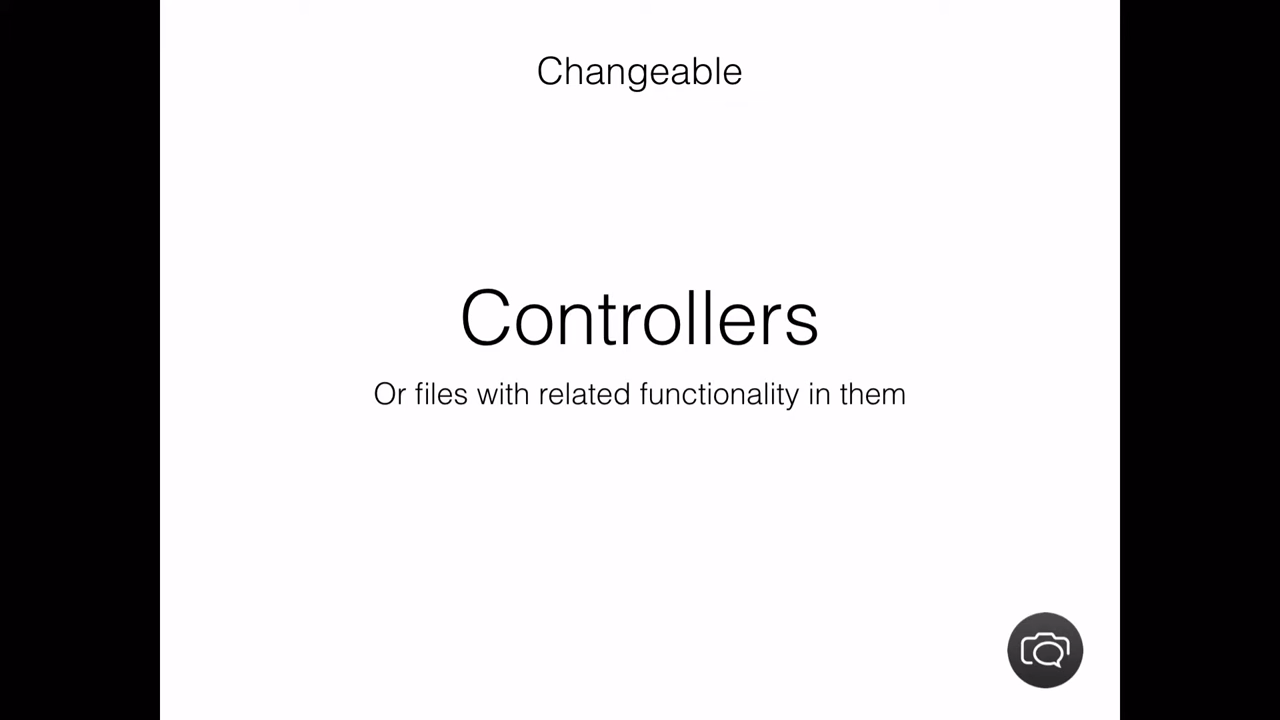 Changeable
Controllers
Or files with related functionality in them